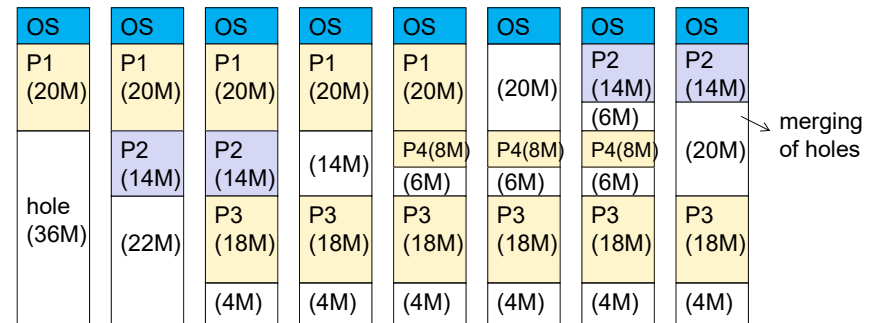 OS
P1
(20M)
hole
(36M)
OS
P1
(20M)
P2
(14M)
(22M)
OS
P1
(20M)
P2
(14M)
P3
(18M)
(4M)
OS
P1
(20M)
(14M)
P3
(18M)
(4M)
OS
P1
(20M)
P4(8M)
(6M)
P3
(18M)
(4M)
OS
(20M)
P4(8M)
(6M)
P3
(18M)
(4M)
OS
P2
(14M)
(6M)
P4(8M)
(6M)
P3
(18M)
(4M)
OS
P2
(14M)
(20M)
P3
(18M)
(4M)
merging
of holes